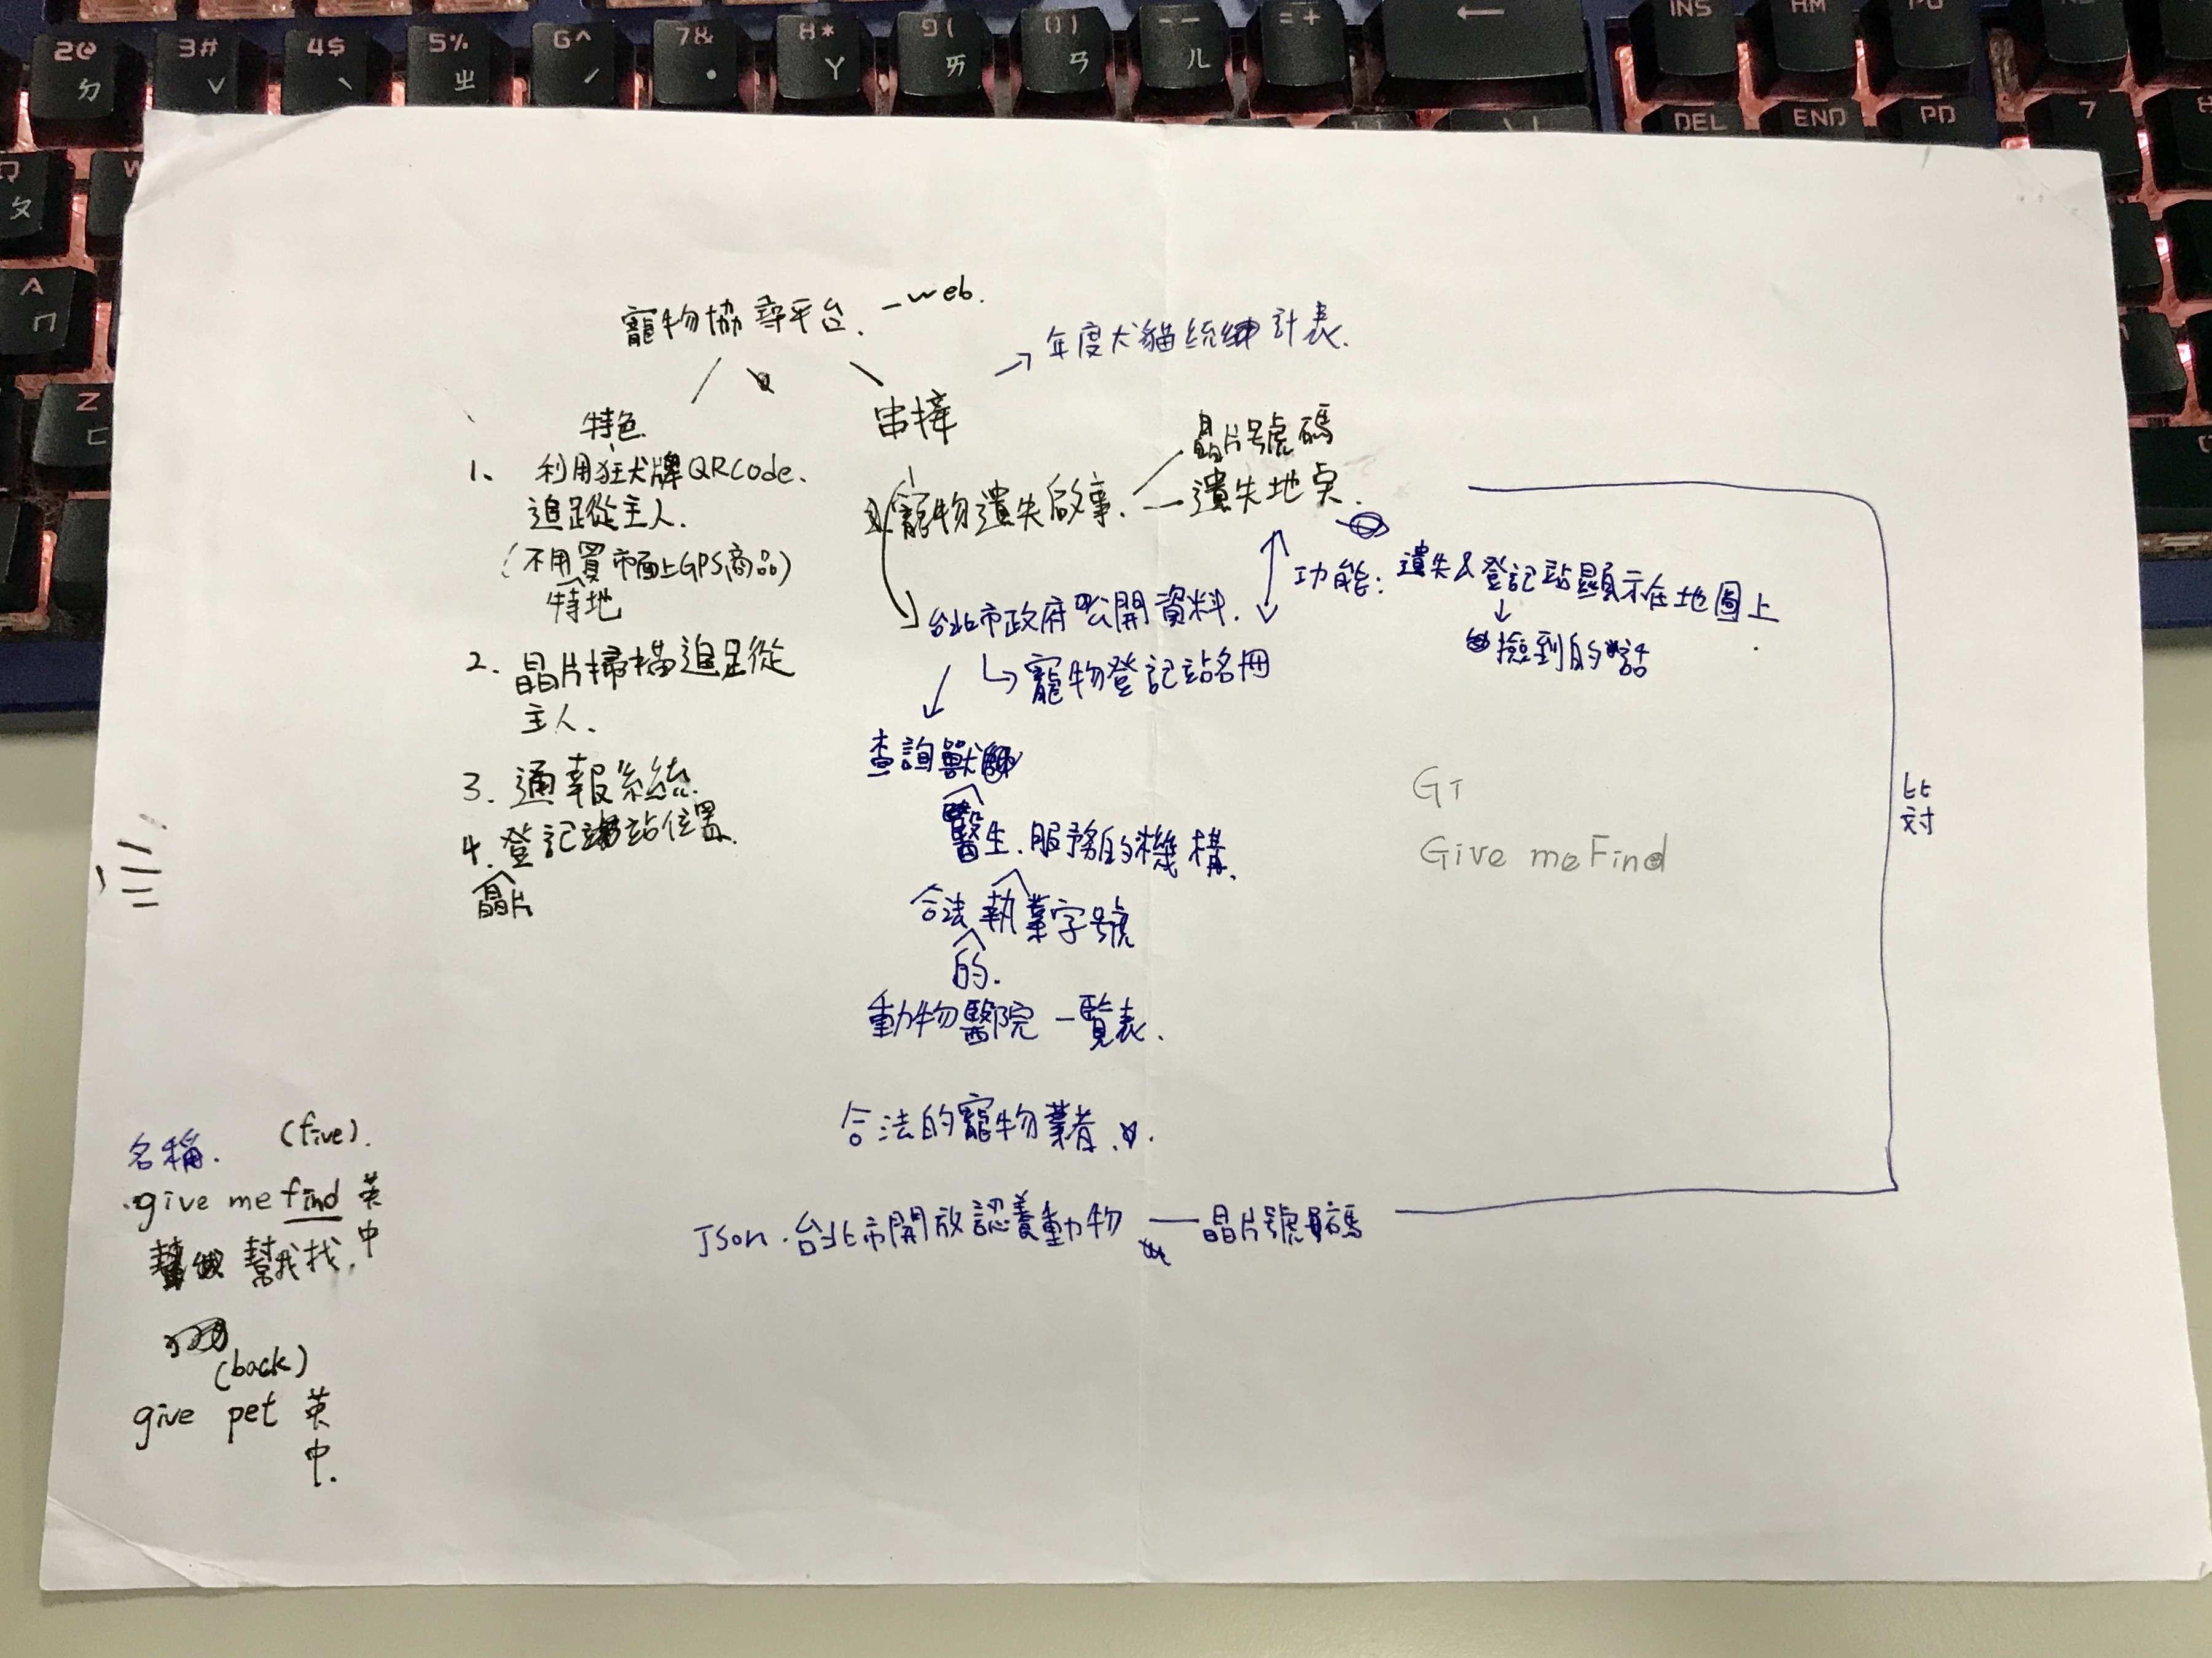 2@ ㄉ
3# ˇ
4$ ˋ
5% ㄓ
6^ ˊ
7& ˙
8* ㄚ
9( ㄞ
0) ㄢ
-- ㄦ
=+
←
INS
HM
PU
DEL
END
PD
7
8
Q ㄆ
W
A ㄇ
Z ㄈ
寵物協尋平台. -web.
年度犬貓統計表.
特色
串接
晶片號碼
1、利用狂犬牌QRCode.
追蹤主人.
(不用特地買市面上GPS商品)
寵物遺失啟事. 遺失地点.
功能: 遺失&登記站顯示在地圖上
撿到的話
台北市政府公開資料.
寵物登記站名冊
2. 晶片掃描追蹤
主人.
查詢獸醫生.服務的機構.
合法的執業字號
3. 通報系統.
4. 晶片登記站位置.
動物醫院一覽表.
合法的寵物業者.
GT
Give me Find
比對
Json.台北市開放認養動物 — 晶片號碼
名稱. (five).
.give me find 英
幫我找. 中
(back)
give pet 英
中.